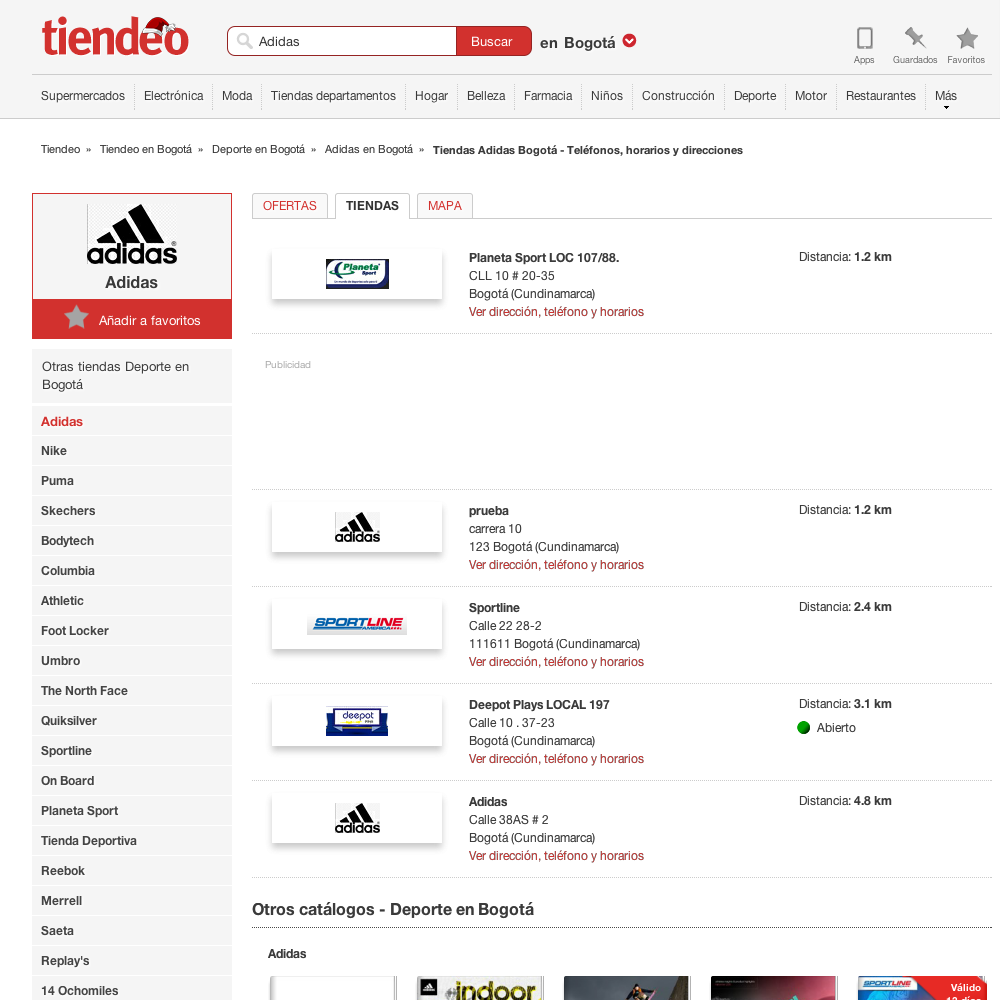 tiendeo
Adidas
Buscar
en Bogotá
Apps
Guardados
Favoritos
Supermercados
Electrónica
Moda
Tiendas departamentos
Hogar
Belleza
Farmacia
Niños
Construcción
Deporte
Motor
Restaurantes
Más
Tiendeo » Tiendeo en Bogotá » Deporte en Bogotá » Adidas en Bogotá » Tiendas Adidas Bogotá - Teléfonos, horarios y direcciones
adidas
Adidas
Añadir a favoritos
Otras tiendas Deporte en
Bogotá
Adidas
Nike
Puma
Skechers
Bodytech
Columbia
Athletic
Foot Locker
Umbro
The North Face
Quiksilver
Sportline
On Board
Planeta Sport
Tienda Deportiva
Reebok
Merrell
Saeta
Replay's
14 Ochomiles
OFERTAS
TIENDAS
MAPA
Planeta
Sport
Planeta Sport LOC 107/88.
CLL 10 # 20-35
Bogotá (Cundinamarca)
Ver dirección, teléfono y horarios
Distancia: 1.2 km
Publicidad
adidas
prueba
carrera 10
123 Bogotá (Cundinamarca)
Ver dirección, teléfono y horarios
Distancia: 1.2 km
SPORTLINE
AMERICA
Sportline
Calle 22 28-2
111611 Bogotá (Cundinamarca)
Ver dirección, teléfono y horarios
Distancia: 2.4 km
deepot
Deepot Plays LOCAL 197
Calle 10 . 37-23
Bogotá (Cundinamarca)
Ver dirección, teléfono y horarios
Distancia: 3.1 km
Abierto
adidas
Adidas
Calle 38AS # 2
Bogotá (Cundinamarca)
Ver dirección, teléfono y horarios
Distancia: 4.8 km
Otros catálogos - Deporte en Bogotá
Adidas
indoor
SPORTLINE
Válido